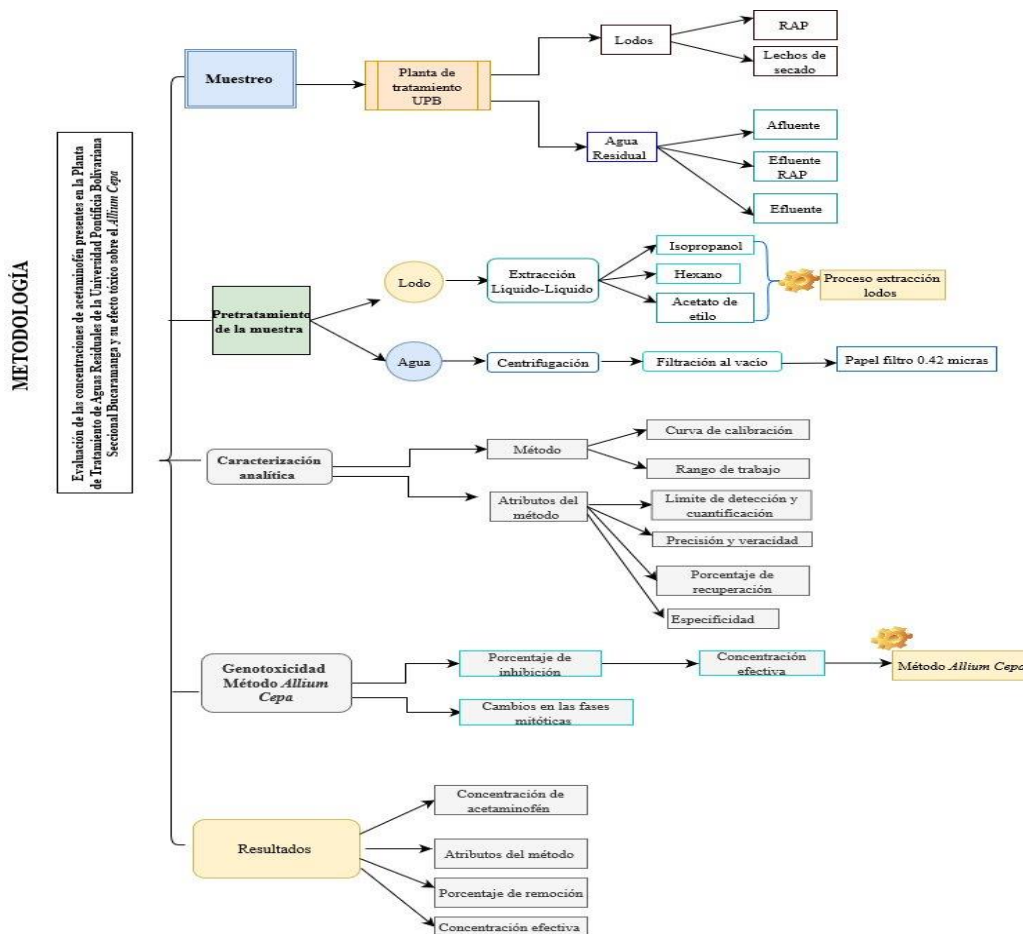 METODOLOGÍA
Evaluación de las concentraciones de acetaminofén presentes en la Planta
de Tratamiento de Aguas Residuales de la Universidad Pontificia Bolivariana
Seccional Bucaramanga y su efecto tóxico sobre el Allium Cepa
Muestreo
Planta de
tratamiento
UPB
Lodos
RAP
Lechos de
secado
Agua
Residual
Afluente
Efluente
RAP
Efluente
Pretratamiento
de la muestra
Lodo
Extracción
Líquido-Líquido
Isopropanol
Hexano
Acetato de
etilo
Proceso extracción
lodos
Agua
Centrifugación
Filtración al vacío
Papel filtro 0.42 micras
Caracterización
analítica
Método
Curva de calibración
Rango de trabajo
Atributos del
método
Límite de detección y
cuantificación
Precisión y veracidad
Porcentaje de
recuperación
Especificidad
Genotoxicidad
Método Allium
Cepa
Porcentaje de
inhibición
Concentración
efectiva
Método Allium Cepa
Cambios en las fases
mitóticas
Resultados
Concentración de
acetaminofén
Atributos del método
Porcentaje de remoción
Concentración efectiva